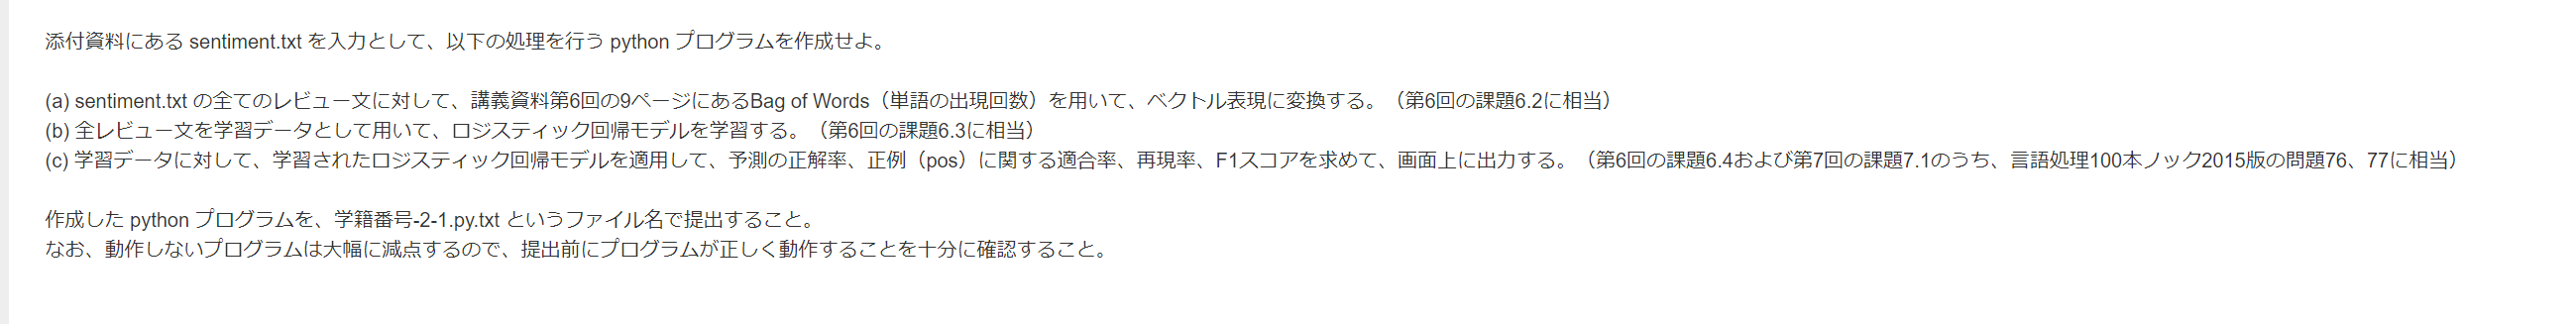 添付資料にある sentiment.txt を入力として、以下の処理を行う python プログラムを作成せよ。
(a) sentiment.txt の全てのレビュー文に対して、講義資料第6回の9ページにあるBag of Words（単語の出現回数）を用いて、ベクトル表現に変換する。（第6回の課題6.2に相当）
(b) 全レビュー文を学習データとして用いて、ロジスティック回帰モデルを学習する。（第6回の課題6.3に相当）
(c) 学習データに対して、学習されたロジスティック回帰モデルを適用して、予測の正解率、正例（pos）に関する適合率、再現率、F1スコアを求めて、画面上に出力する。（第6回の課題6.4および第7回の課題7.1のうち、言語処理100本ノック2015版の問題76、77に相当）
作成した python プログラムを、学籍番号-2-1.py.txt というファイル名で提出すること。
なお、動作しないプログラムは大幅に減点するので、提出前にプログラムが正しく動作することを十分に確認すること。